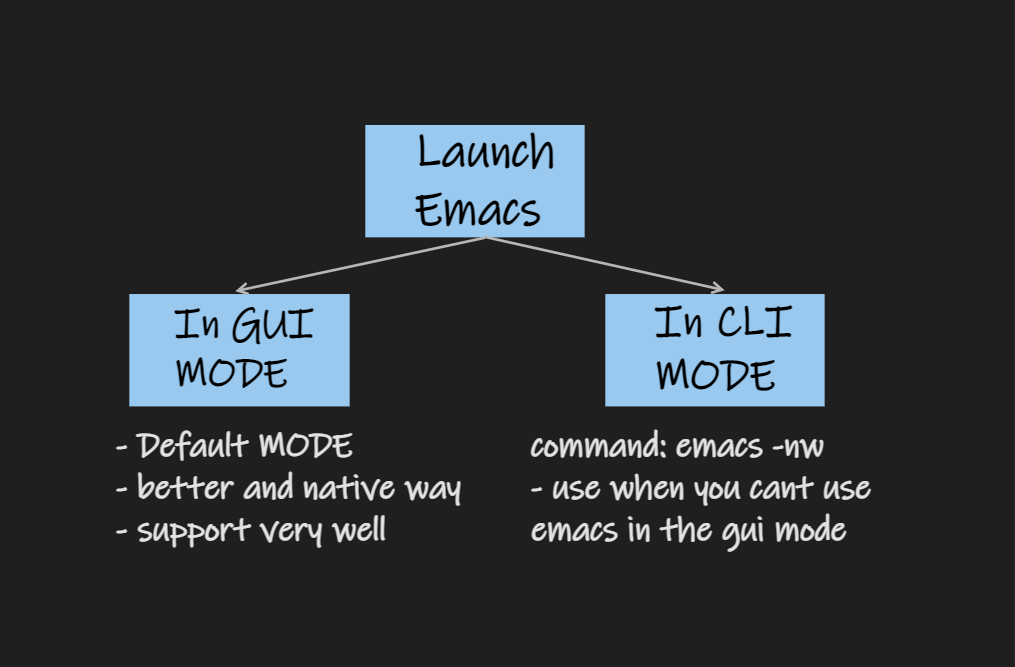 Launch
Emacs
In GUI
MODE
In CLI
MODE
- Default MODE
- better and native way
- support very well
command: emacs -nw
- use when you cant use
emacs in the gui mode